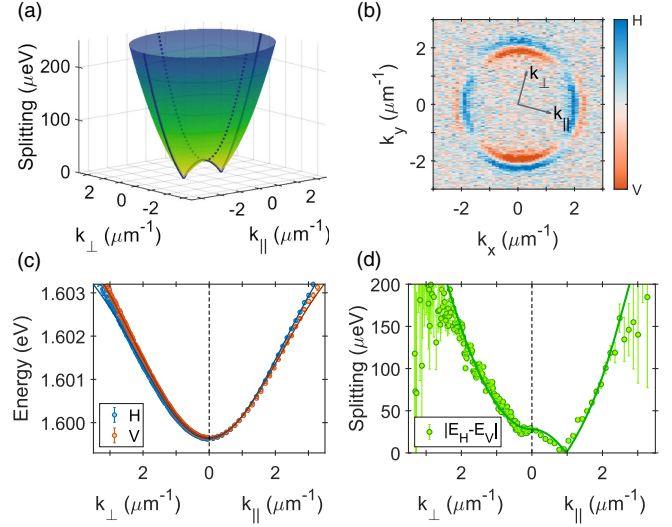 (a)
Splitting (μeV)
200
100
0
2
0
-2
-2
0
2
k⊥ (μm⁻¹)
k|| (μm⁻¹)
(b)
H
V
2
0
-2
-2
0
2
k⊥
k||
ky (μm⁻¹)
kx (μm⁻¹)
(c)
Energy (eV)
1.603
1.602
1.601
1.600
H
V
2
0
2
k⊥ (μm⁻¹)
k|| (μm⁻¹)
(d)
Splitting (μeV)
200
150
100
50
0
|E_H-E_V|
2
0
2
k⊥ (μm⁻¹)
k|| (μm⁻¹)